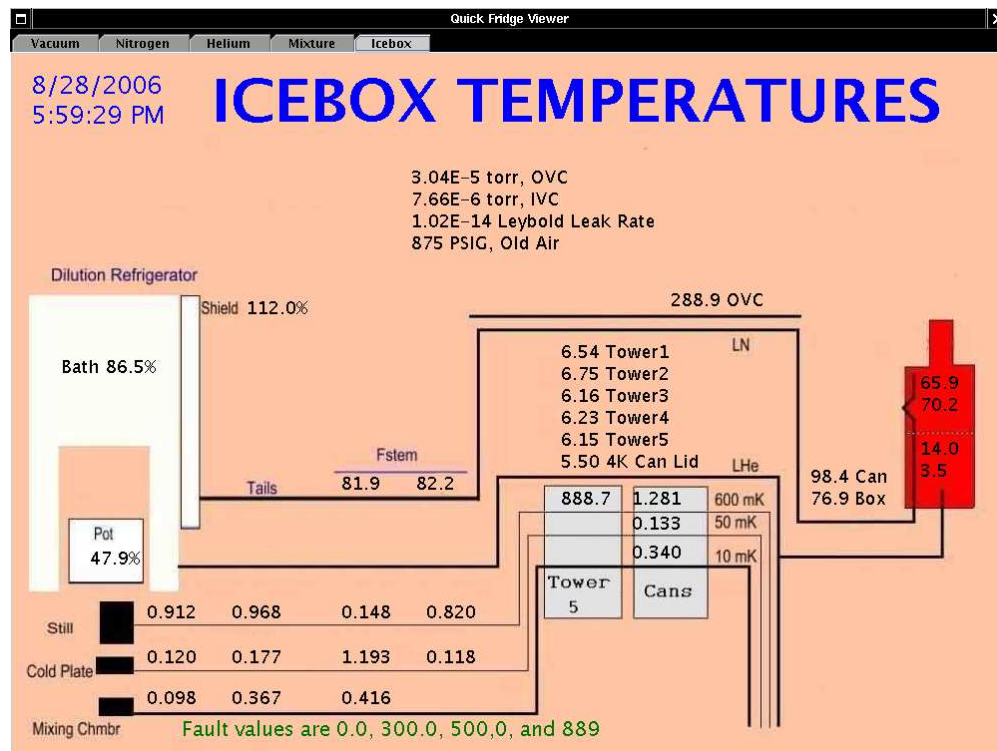 Quick Fridge Viewer
Vacuum Nitrogen Helium Mixture Icebox
8/28/2006
5:59:29 PM
ICEBOX TEMPERATURES
3.04E-5 torr, OVC
7.66E-6 torr, IVC
1.02E-14 Leybold Leak Rate
875 PSIG, Old Air
Dilution Refrigerator
Shield 112.0%
288.9 OVC
Bath 86.5%
LN
6.54 Tower1
6.75 Tower2
6.16 Tower3
6.23 Tower4
6.15 Tower5
5.50 4K Can Lid
LHe
65.9
70.2
14.0
3.5
98.4 Can
76.9 Box
Fstem
Tails 81.9 82.2
888.7 1.281 600 mK
0.133 50 mK
0.340 10 mK
Tower
5
Cans
Pot
47.9%
Still 0.912 0.968 0.148 0.820
Cold Plate 0.120 0.177 1.193 0.118
Mixing Chmbr 0.098 0.367 0.416
Fault values are 0.0, 300.0, 500,0, and 889